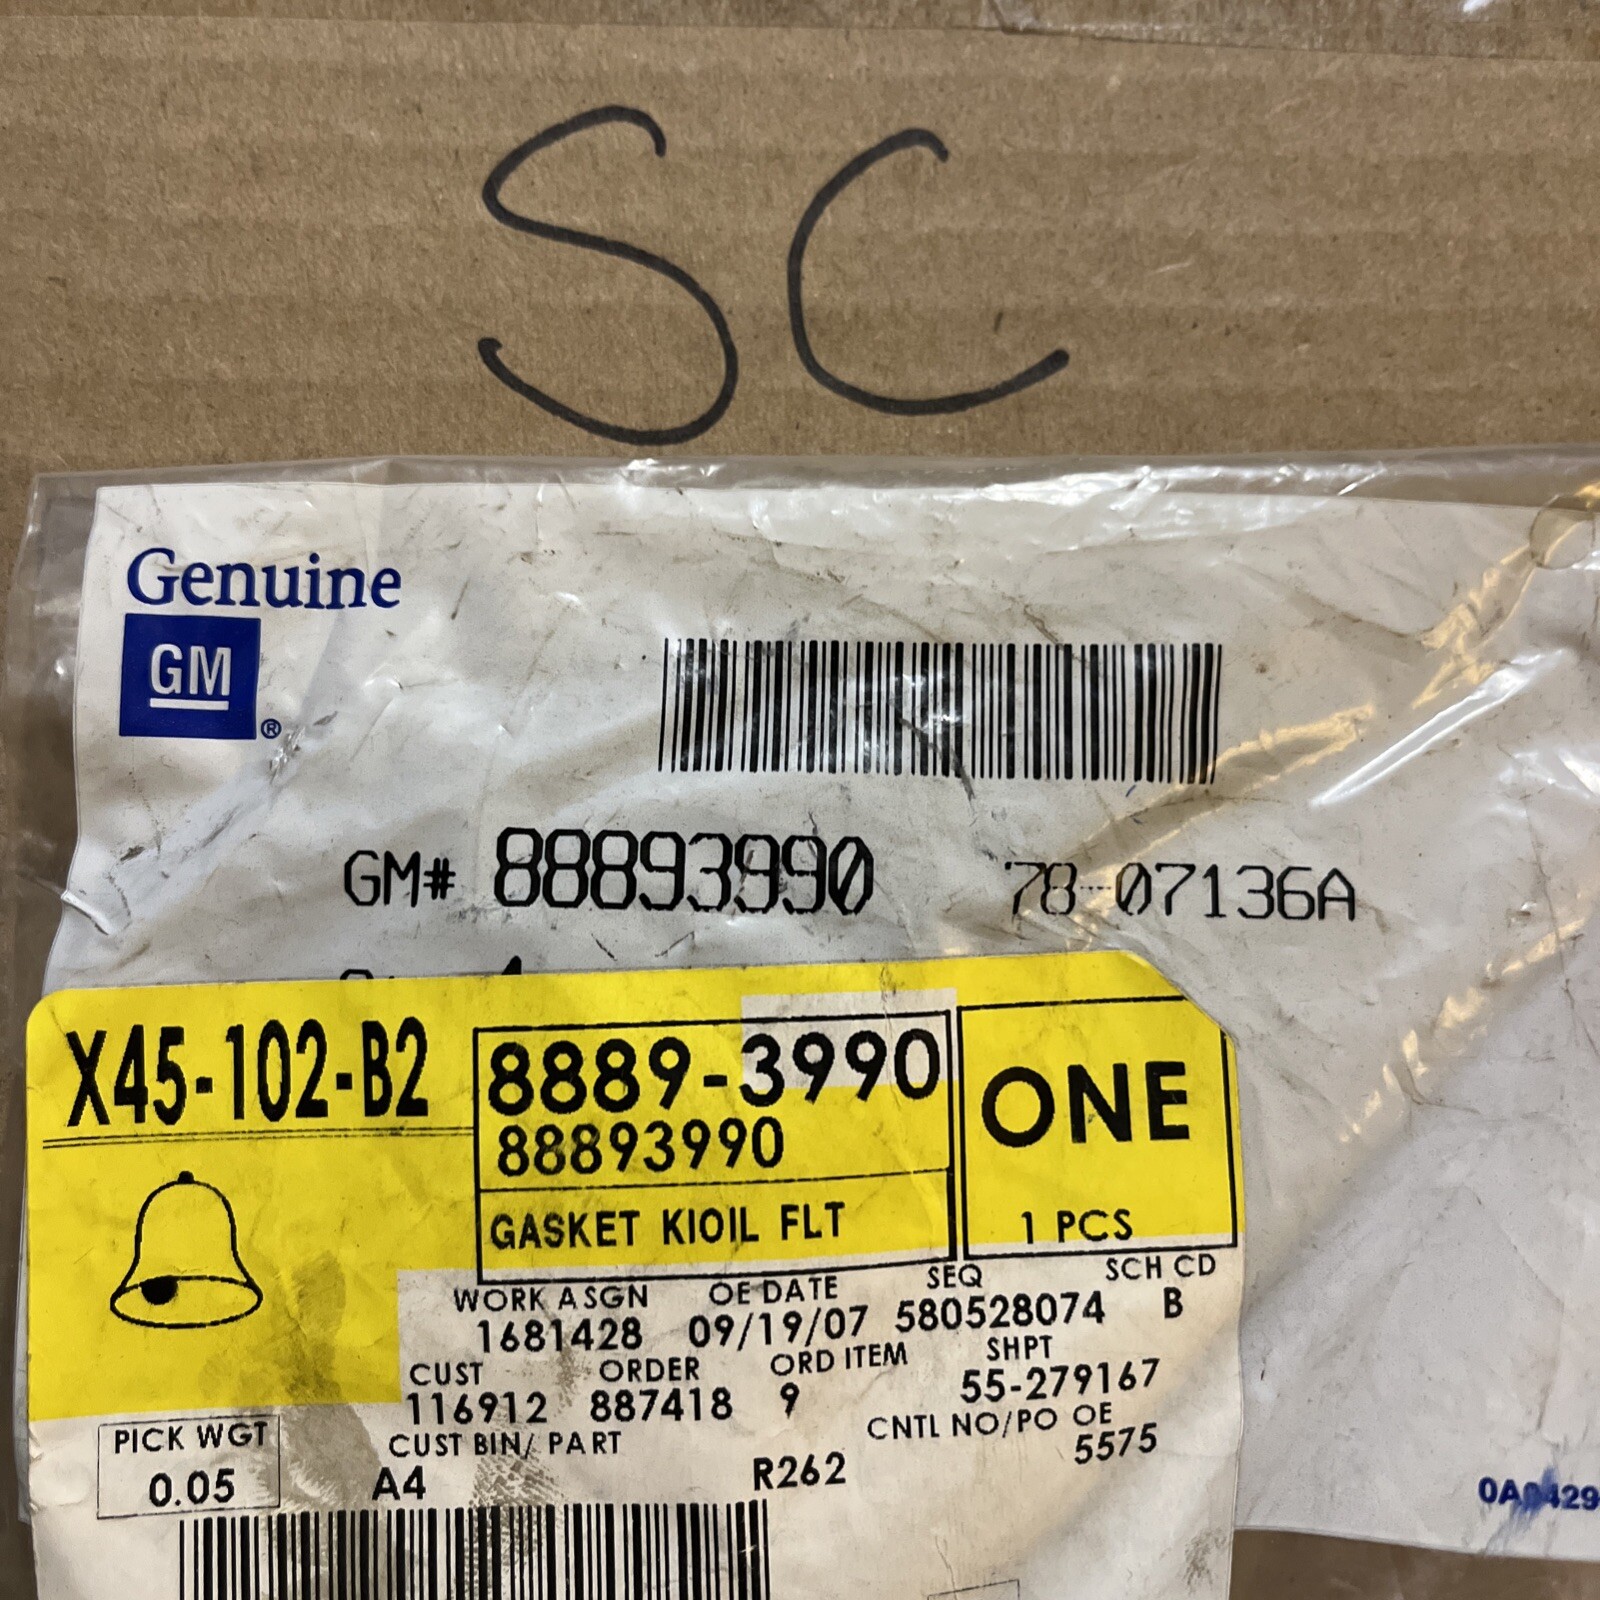 SC
Genuine
GM®
GM# 88893990 78-07136A
X45-102-B2
8889-3990
88893990
GASKET KIOIL FLT
ONE
1 PCS
WORK ASGN OE DATE SEQ SCH CD
1681428 09/19/07 580528074 B
CUST ORDER ORD ITEM SHPT
116912 887418 9 55-279167
CUST BIN/ PART CNTL NO/PO OE
A4 R262 5575
PICK WGT
0.05